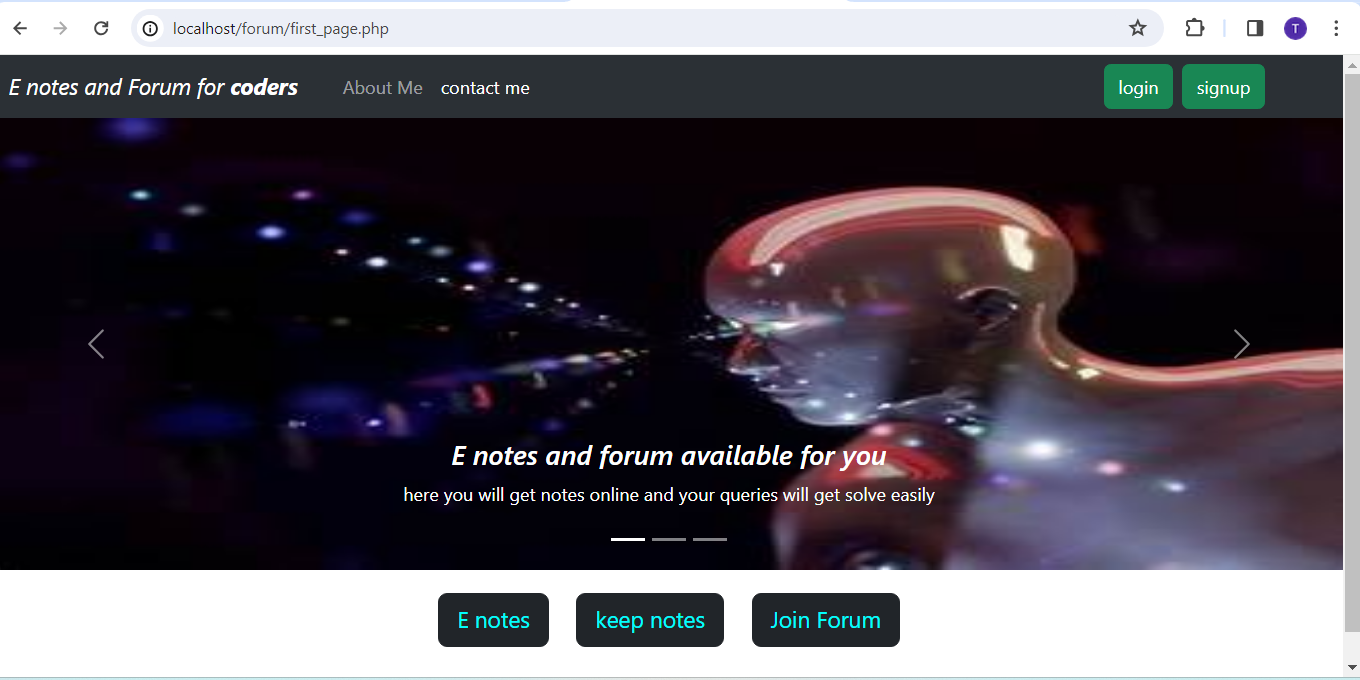 localhost/forum/first_page.php
T
E notes and Forum for coders
About Me
contact me
login
signup
E notes and forum available for you
here you will get notes online and your queries will get solve easily
E notes
keep notes
Join Forum